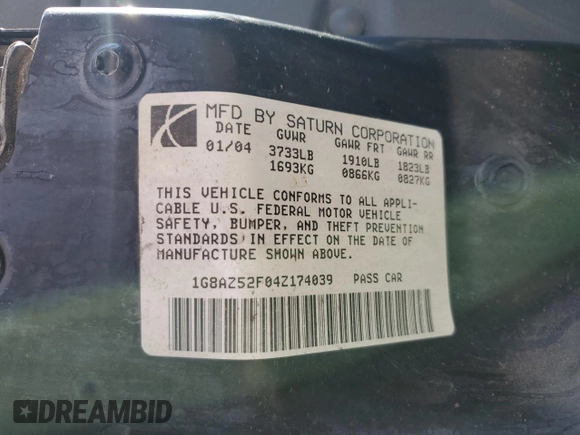 MFD BY SATURN CORPORATION
DATE GVWR GAWR FRT GAWR RR
01/04 3733LB 1910LB 1823LB
1693KG 0866KG 0827KG
THIS VEHICLE CONFORMS TO ALL APPLI-
CABLE U.S. FEDERAL MOTOR VEHICLE
SAFETY, BUMPER, AND THEFT PREVENTION
STANDARDS IN EFFECT ON THE DATE OF
MANUFACTURE SHOWN ABOVE.
1G8AZ52F04Z174039 PASS CAR
DREAMBID